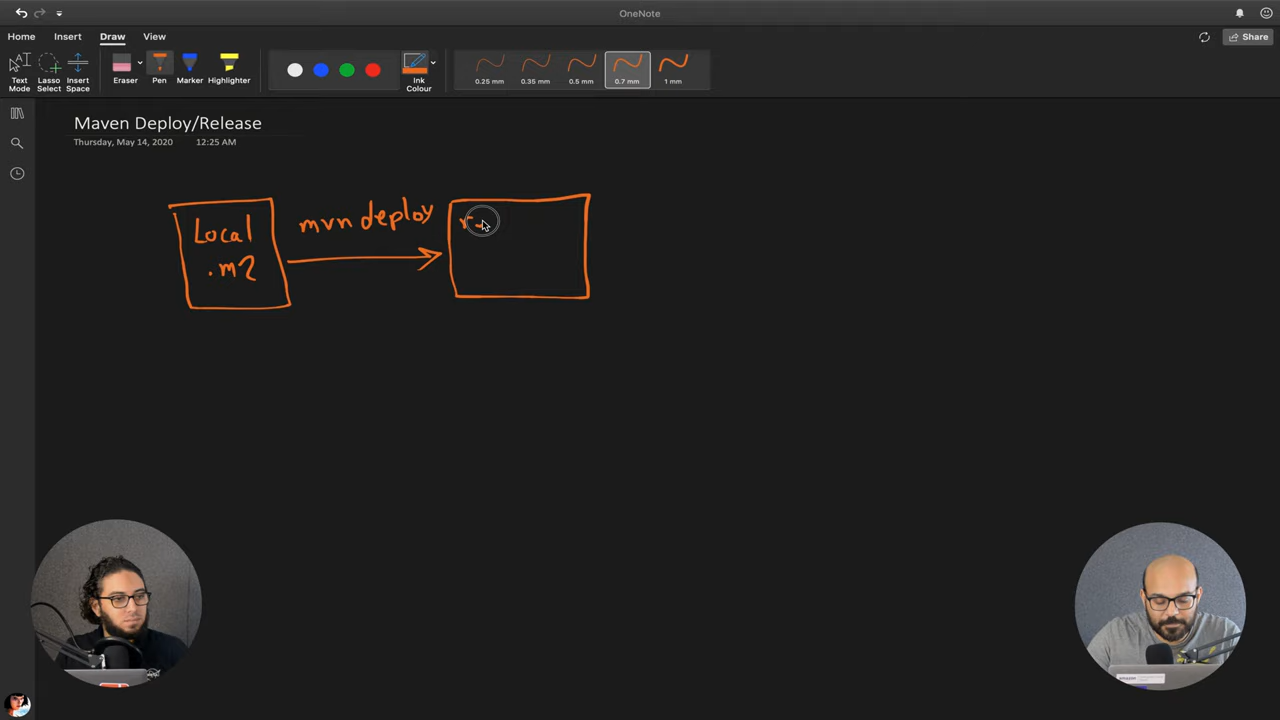 OneNote
Home Insert Draw View
Share
Text Mode
Lasso Select
Insert Space
Eraser
Pen
Marker
Highlighter
Ink Colour
0.25 mm
0.35 mm
0.5 mm
0.7 mm
1 mm
Maven Deploy/Release
Thursday, May 14, 2020 12:25 AM
Local
.m2
mvn deploy
r
amazon